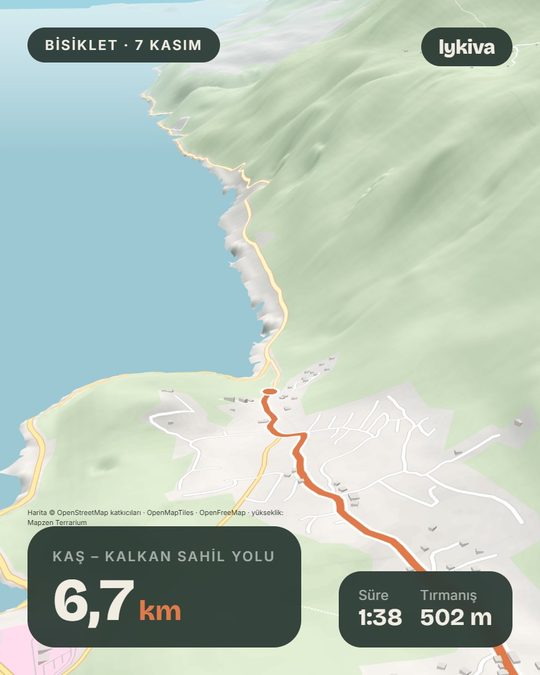 BİSİKLET · 7 KASIM
lykiva
Harita © OpenStreetMap katkıcıları · OpenMapTiles · OpenFreeMap · yükseklik:
Mapzen Terrarium
KAŞ – KALKAN SAHİL YOLU
6,7 km
Süre
1:38
Tırmanış
502 m